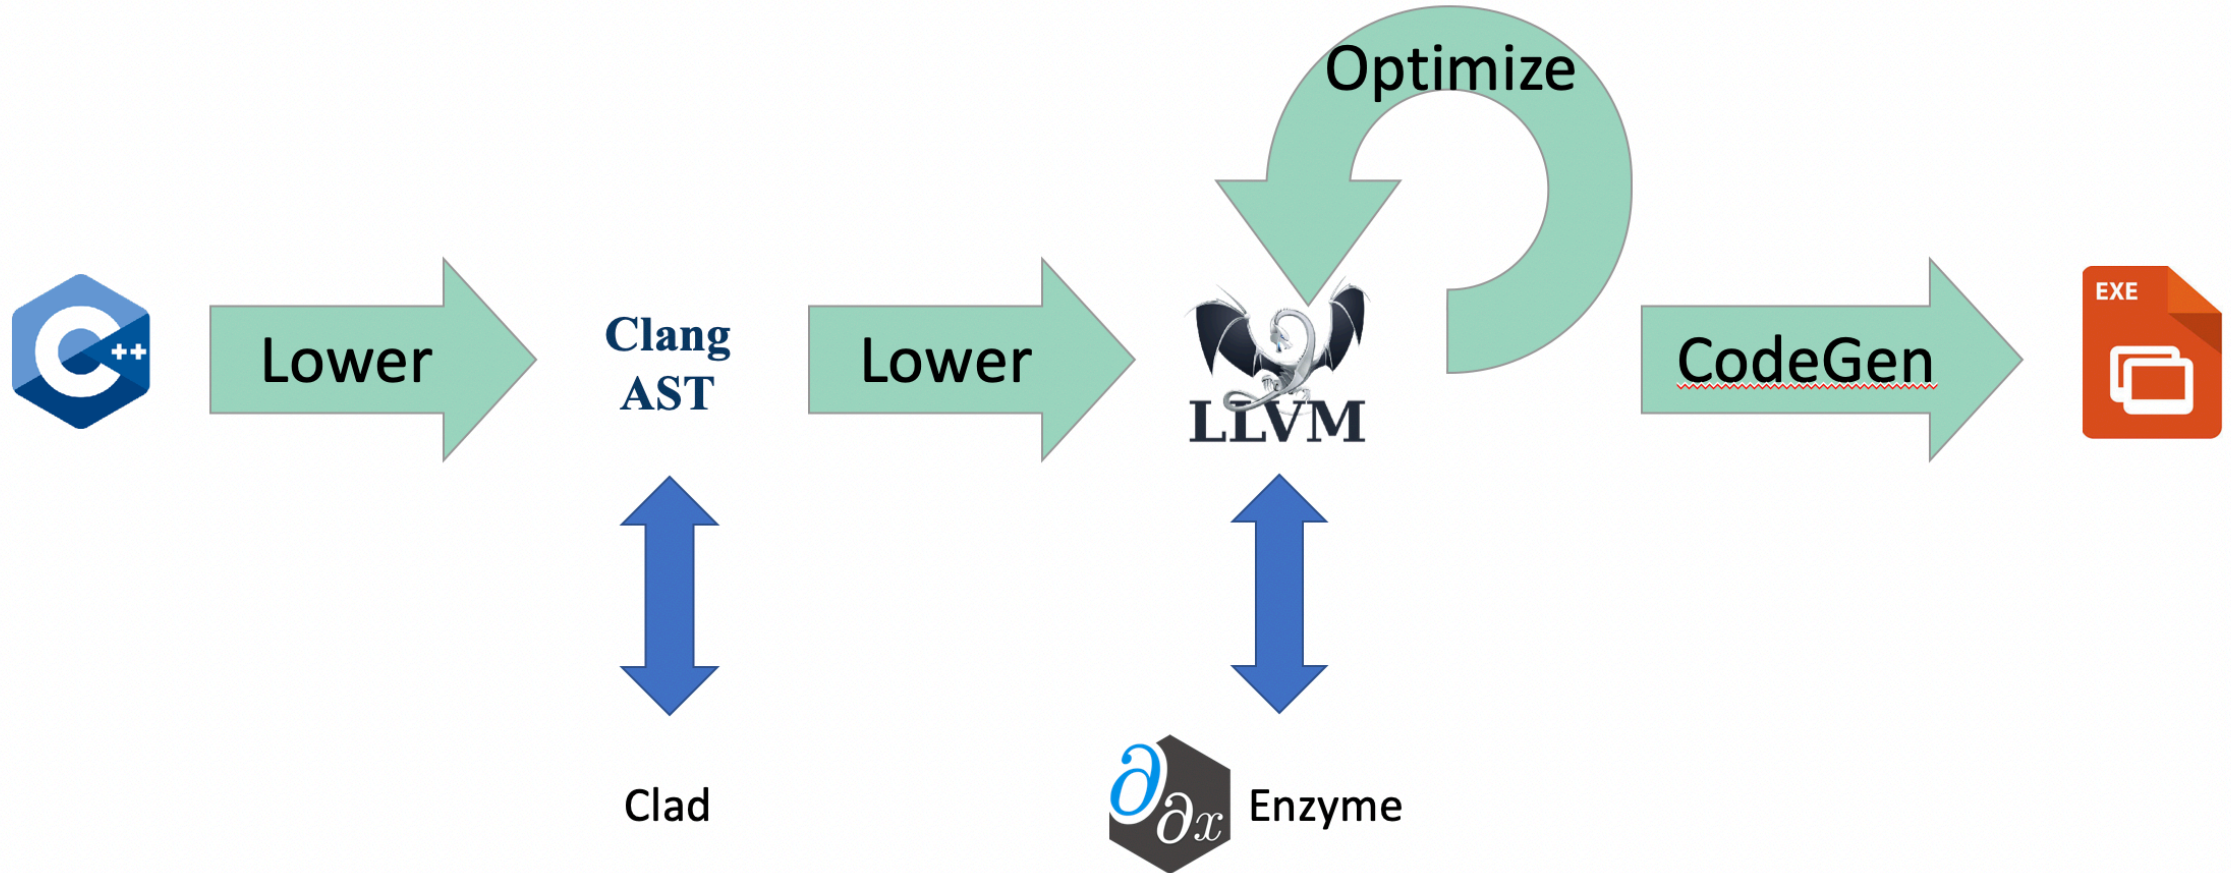 Optimize
C++
Lower
Clang
AST
Lower
LLVM
CodeGen
EXE
Clad
∂
∂x
Enzyme